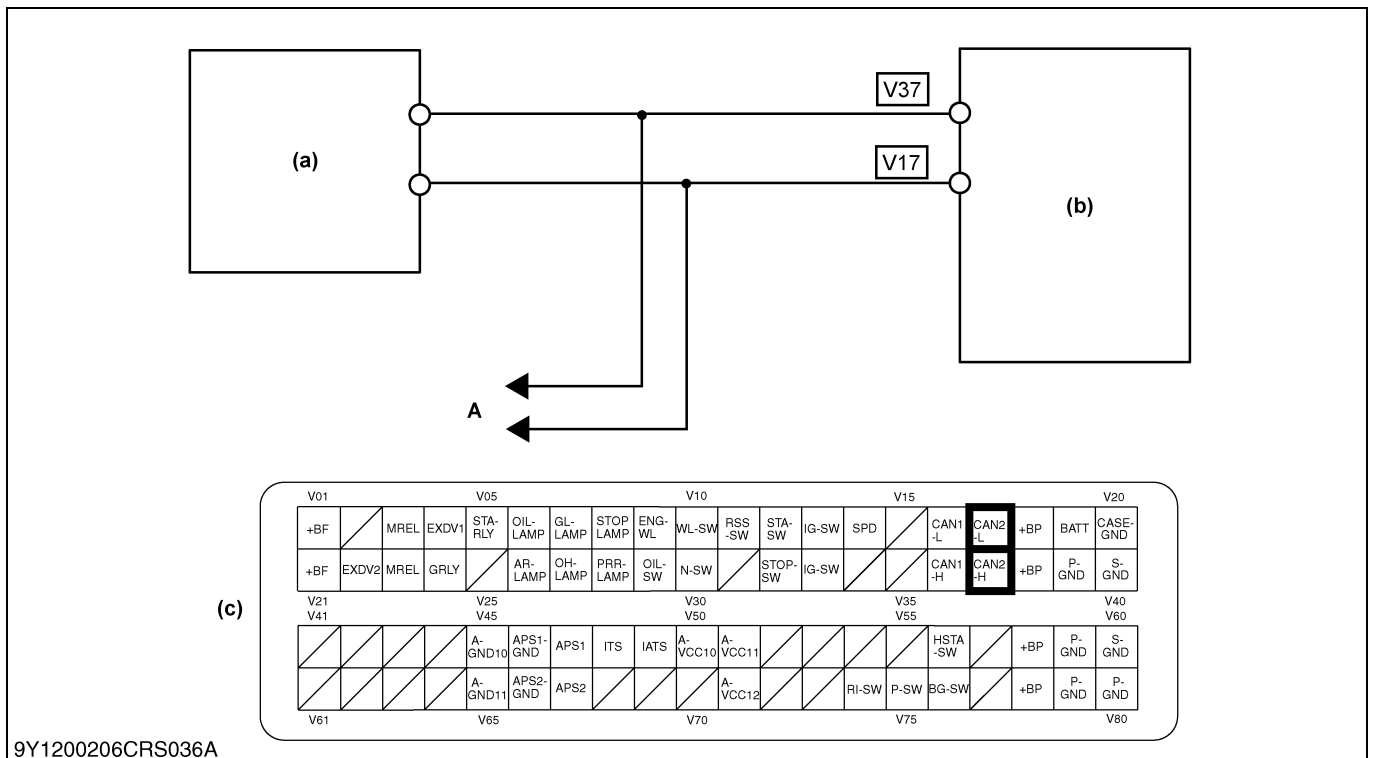 V37
V17
(a)
(b)
A
(c)
V01 V05 V10 V15 V20
+BF MREL EXDV1 STA-RLY OIL-LAMP GL-LAMP STOP LAMP ENG-WL WL-SW RSS-SW STA-SW IG-SW SPD CAN1-L CAN2-L +BP BATT CASE-GND
+BF EXDV2 MREL GRLY AR-LAMP OH-LAMP PRR-LAMP OIL-SW N-SW STOP-SW IG-SW CAN1-H CAN2-H +BP P-GND S-GND
V21 V25 V30 V35 V40
V41 V45 V50 V55 V60
A-GND10 APS1-GND APS1 ITS IATS A-VCC10 A-VCC11 HSTA-SW +BP P-GND S-GND
A-GND11 APS2-GND APS2 A-VCC12 RI-SW P-SW BG-SW +BP P-GND P-GND
V61 V65 V70 V75 V80
9Y1200206CRS036A